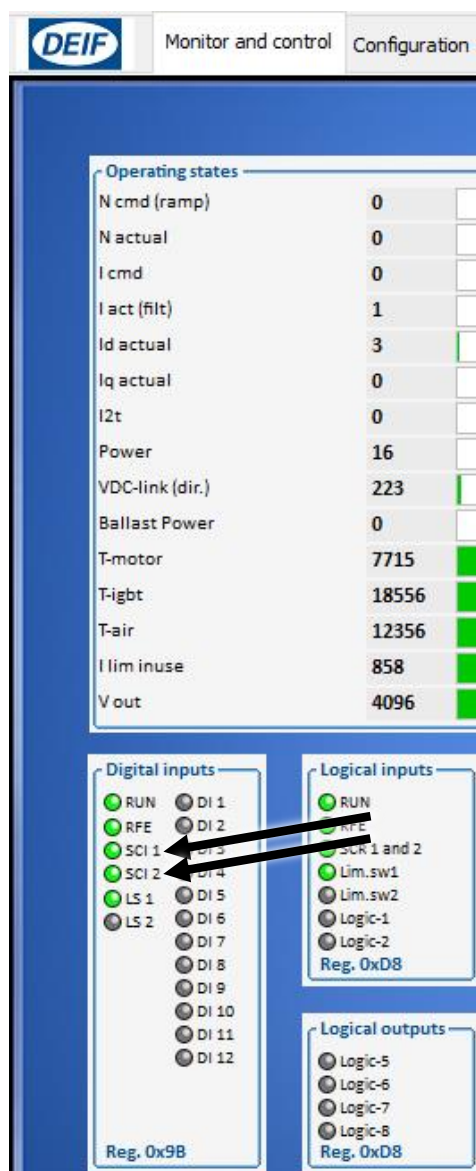 DEIF Monitor and control Configuration
Operating states
N cmd (ramp) 0
N actual 0
I cmd 0
I act (filt) 1
Id actual 3
Iq actual 0
I2t 0
Power 16
VDC-link (dir.) 223
Ballast Power 0
T-motor 7715
T-igbt 18556
T-air 12356
I lim inuse 858
V out 4096
Digital inputs
RUN DI 1
RFE DI 2
SCI 1 DI 3
SCI 2 DI 4
LS 1 DI 5
LS 2 DI 6
DI 7
DI 8
DI 9
DI 10
DI 11
DI 12
Reg. 0x9B
Logical inputs
RUN
RFE
SCR 1 and 2
Lim.sw1
Lim.sw2
Logic-1
Logic-2
Reg. 0xD8
Logical outputs
Logic-5
Logic-6
Logic-7
Logic-8
Reg. 0xD8